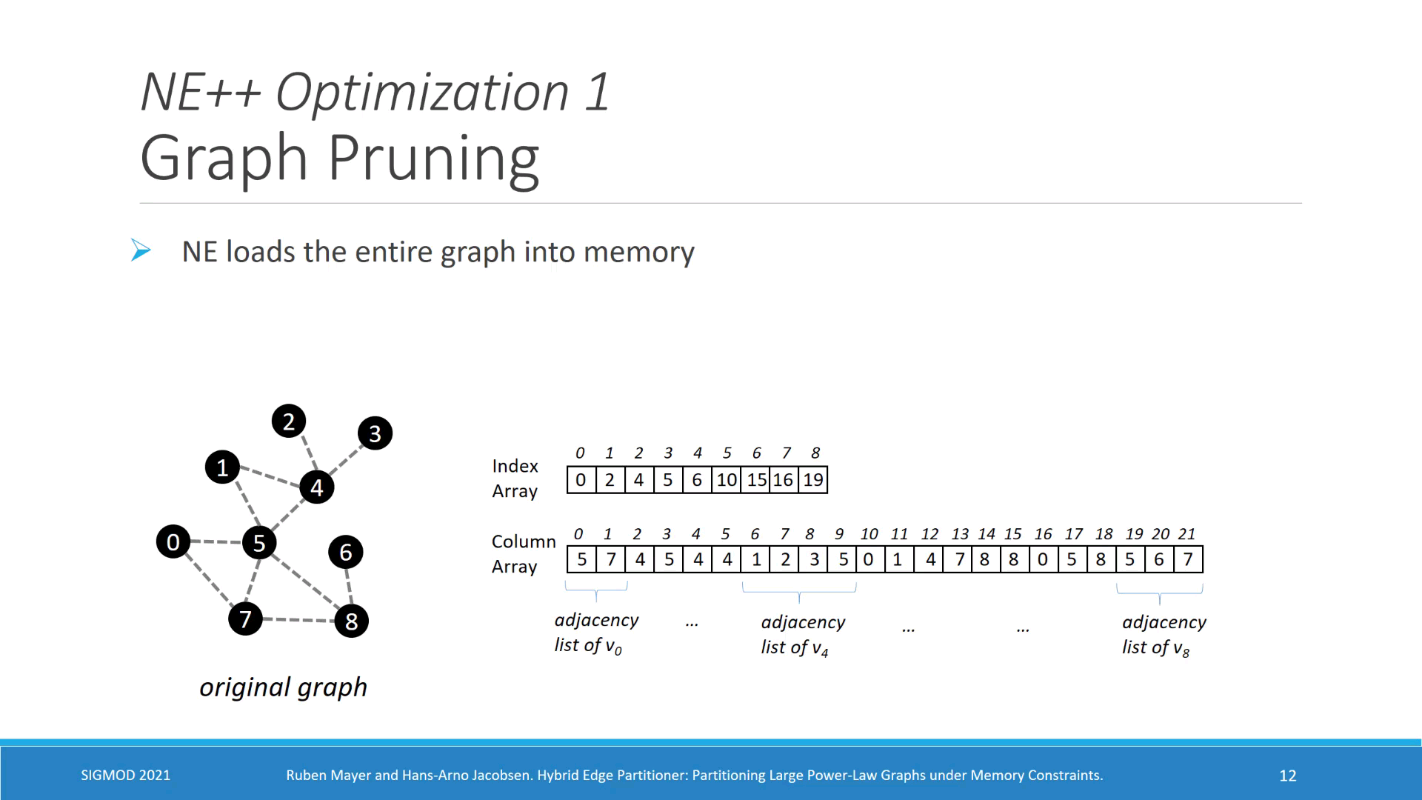 NE++ Optimization 1
Graph Pruning
NE loads the entire graph into memory
2
3
1
4
0
5
6
7
8
original graph
0 1 2 3 4 5 6 7 8
Index
Array
0 2 4 5 6 10 15 16 19
0 1 2 3 4 5 6 7 8 9 10 11 12 13 14 15 16 17 18 19 20 21
Column
Array
5 7 4 5 4 4 1 2 3 5 0 1 4 7 8 8 0 5 8 5 6 7
adjacency
list of v0
...
adjacency
list of v4
...
...
adjacency
list of v8
SIGMOD 2021
Ruben Mayer and Hans-Arno Jacobsen. Hybrid Edge Partitioner: Partitioning Large Power-Law Graphs under Memory Constraints.
12